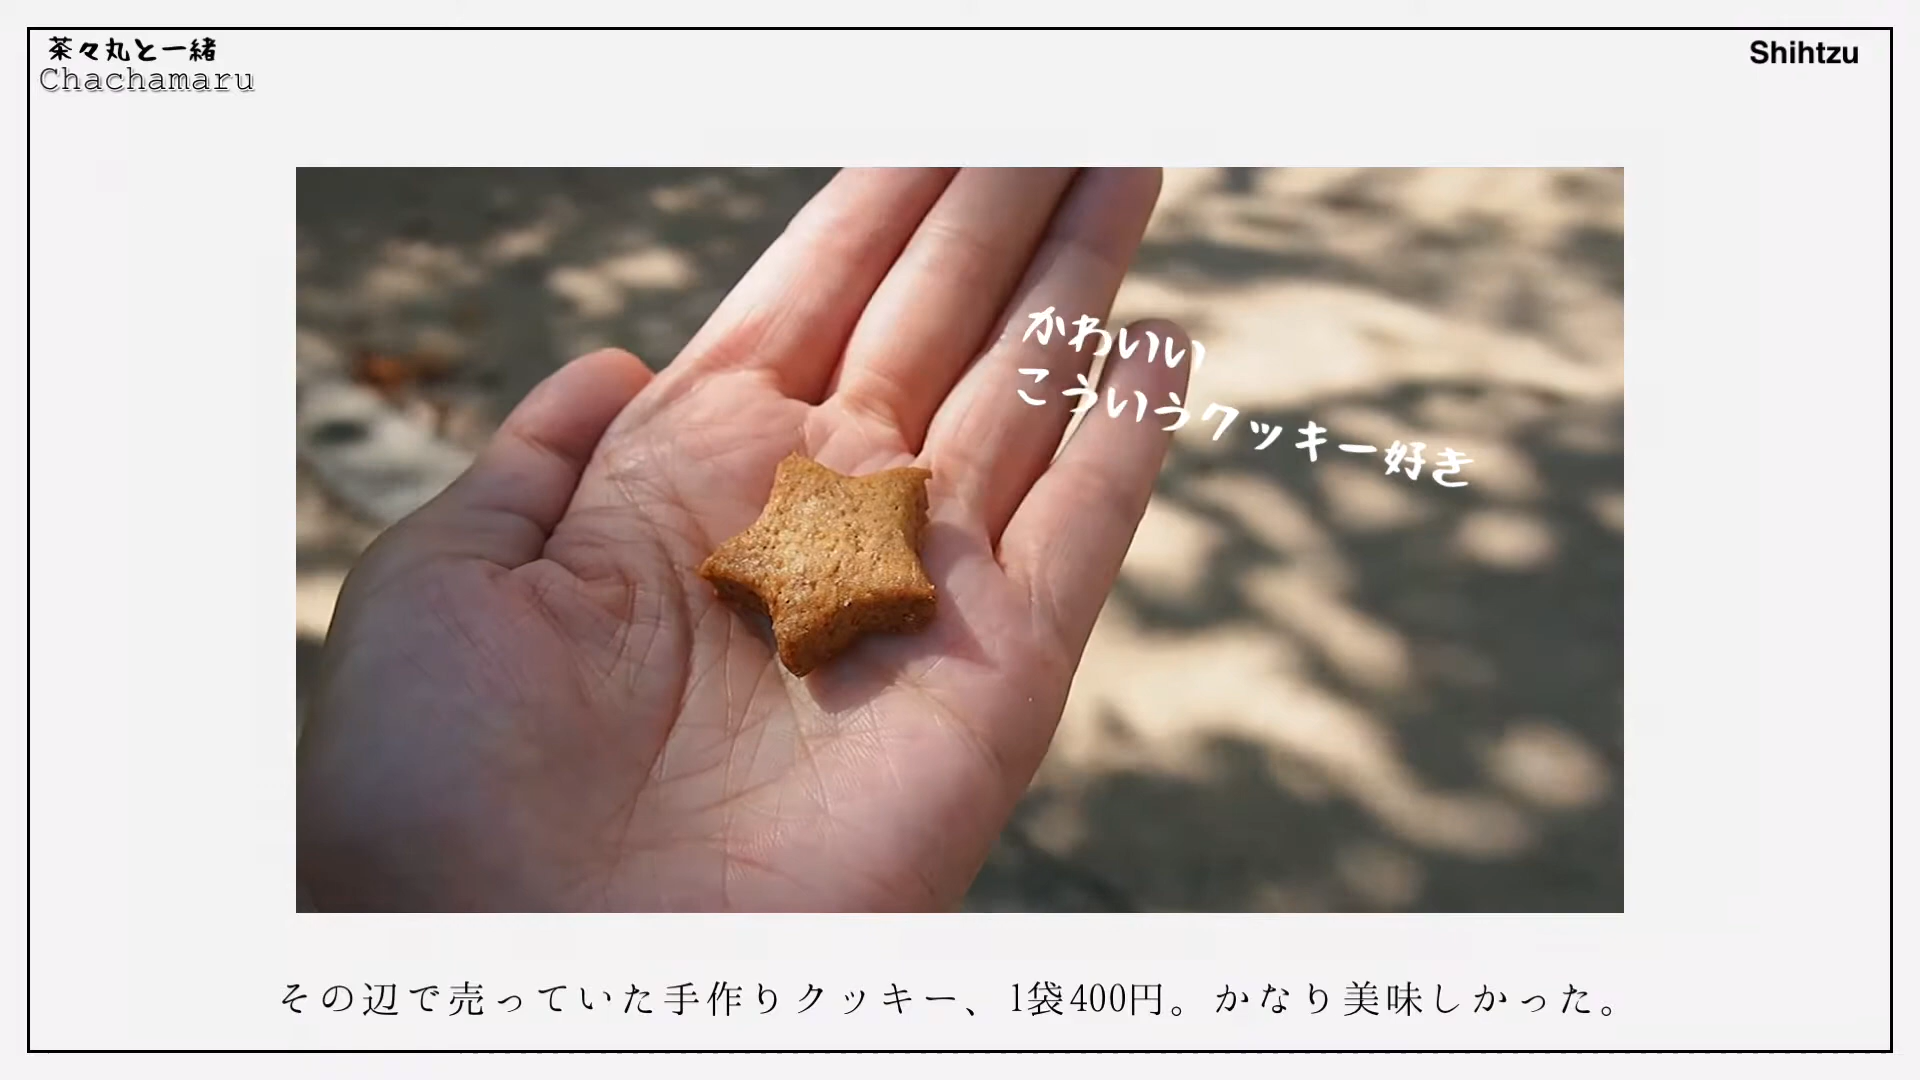 茶々丸と一緒
Chachamaru
Shihtzu
かわいい
こういうクッキー好き
その辺で売っていた手作りクッキー、1袋400円。かなり美味しかった。